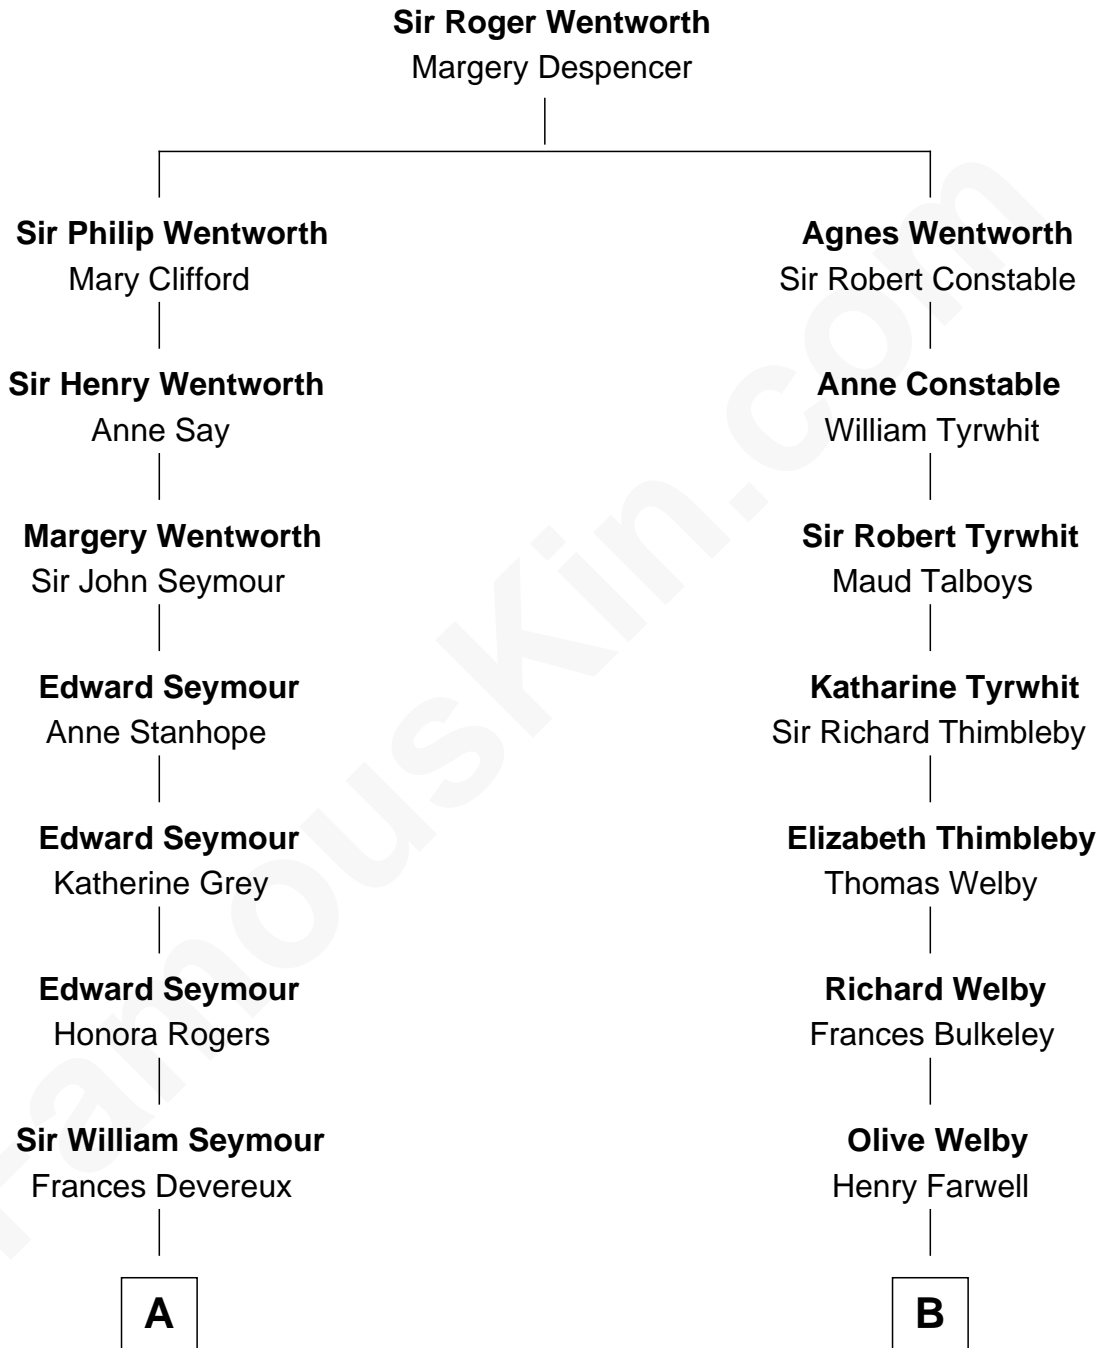 Sir Roger Wentworth
Margery Despencer
Sir Philip Wentworth
Mary Clifford
Agnes Wentworth
Sir Robert Constable
Sir Henry Wentworth
Anne Say
Anne Constable
William Tyrwhit
Margery Wentworth
Sir John Seymour
Sir Robert Tyrwhit
Maud Talboys
Edward Seymour
Anne Stanhope
Katharine Tyrwhit
Sir Richard Thimbleby
Edward Seymour
Katherine Grey
Elizabeth Thimbleby
Thomas Welby
Edward Seymour
Honora Rogers
Richard Welby
Frances Bulkeley
Sir William Seymour
Frances Devereux
Olive Welby
Henry Farwell
A
B
FamousKin.com